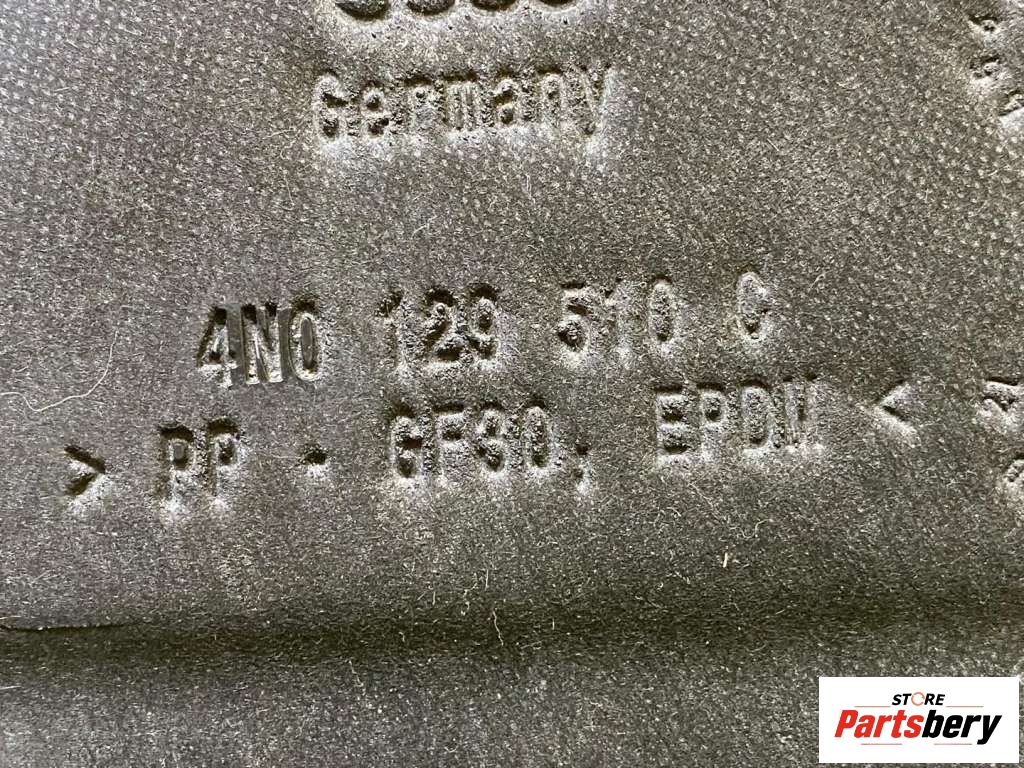 Germany
4N0 129 510 C
> PP - GF30, EPDM <
STORE
Partsbery